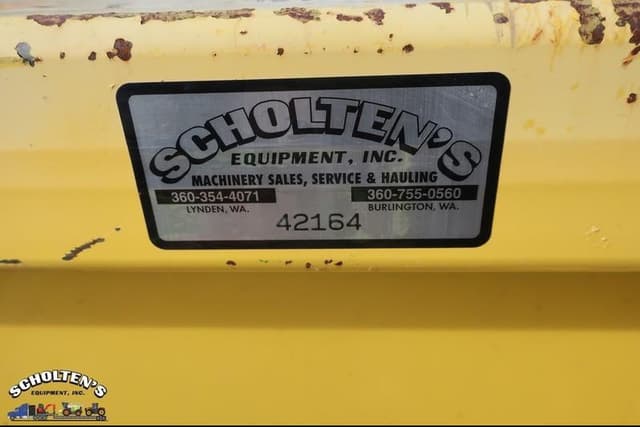 SCHOLTEN'S
EQUIPMENT, INC.
MACHINERY SALES, SERVICE & HAULING
360-354-4071 360-755-0560
LYNDEN, WA. BURLINGTON, WA.
42164
SCHOLTEN'S
EQUIPMENT, INC.